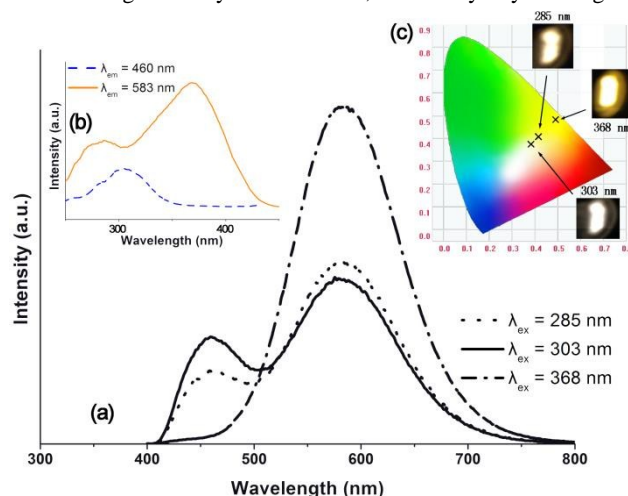 (c)
285 nm
368 nm
303 nm
0.9
0.8
0.7
0.6
0.5
0.4
0.3
0.2
0.1
0.0
0.0 0.1 0.2 0.3 0.4 0.5 0.6 0.7 0.8
λem = 460 nm
λem = 583 nm
(b)
Intensity (a.u.)
300 400
Wavelength (nm)
Intensity (a.u.)
λex = 285 nm
λex = 303 nm
λex = 368 nm
(a)
300 400 500 600 700 800
Wavelength (nm)